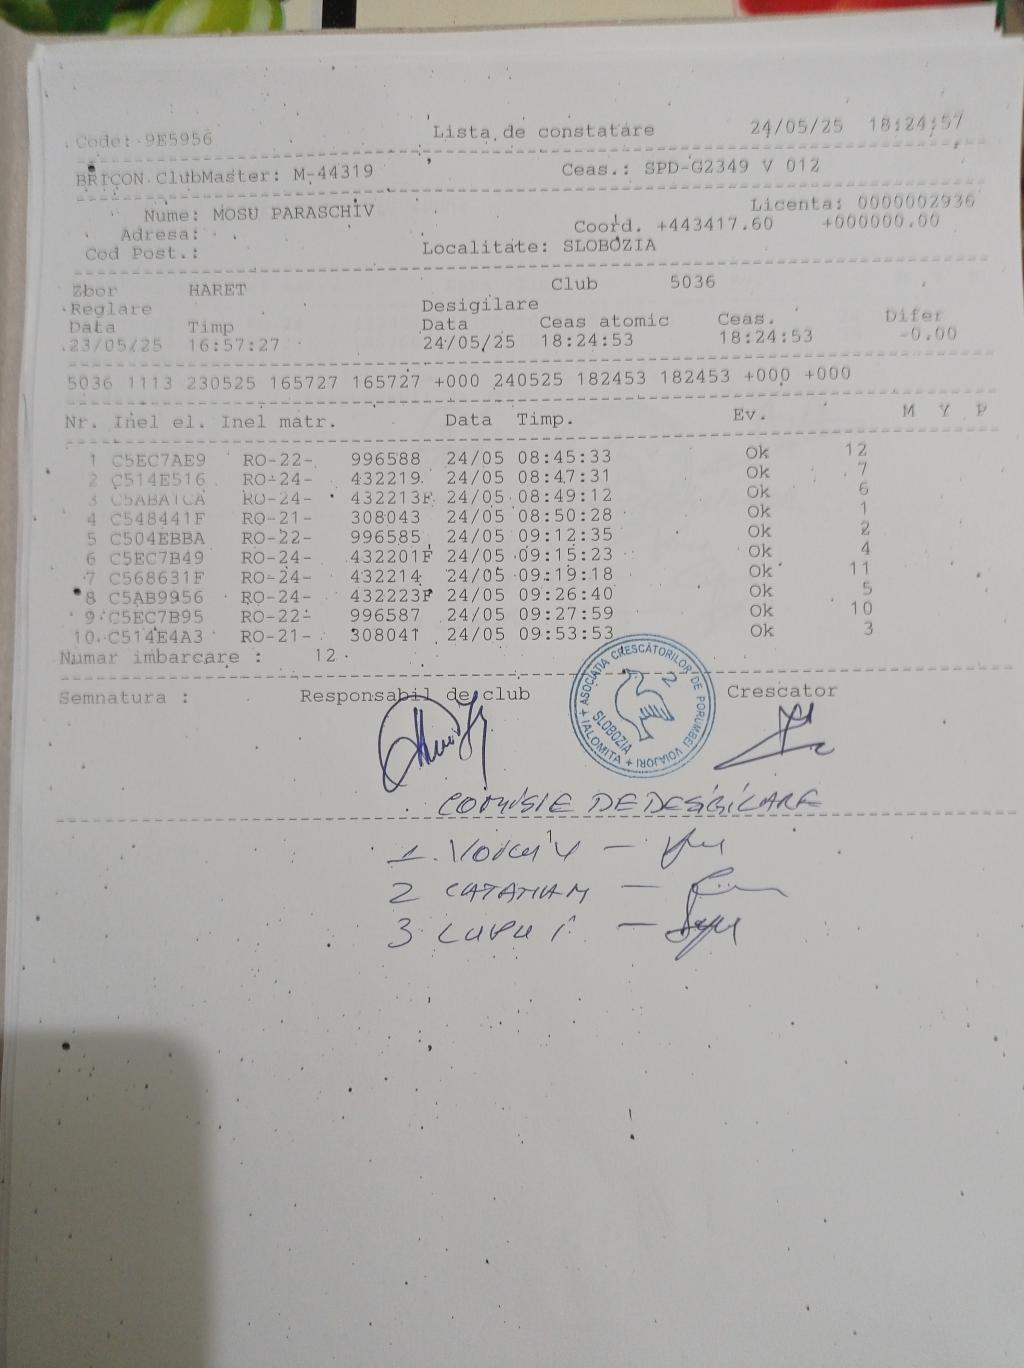 Code: 9E5956 Lista de constatare 24/05/25 18:24:57
BRICON ClubMaster: M-44319 Ceas.: SPD-G2349 V 012
Nume: MOSU PARASCHIV Licenta: 0000002936
Adresa: Coord. +443417.60 +000000.00
Cod Post.: Localitate: SLOBOZIA
Zbor HARET Club 5036
Reglare Desigilare
Data Timp Data Ceas atomic Ceas. Difer
23/05/25 16:57:27 24/05/25 18:24:53 18:24:53 -0.00
5036 1113 230525 165727 165727 +000 240525 182453 182453 +000 +000
Nr. Inel el. Inel matr. Data Timp. Ev. M Y P
1 C5EC7AE9 RO-22- 996588 24/05 08:45:33 Ok 12
2 C514E516 RO-24- 432219 24/05 08:47:31 Ok 7
3 C5ABA1CA RO-24- 432213F 24/05 08:49:12 Ok 6
4 C548441F RO-21- 308043 24/05 08:50:28 Ok 1
5 C504EBBA RO-22- 996585 24/05 09:12:35 Ok 2
6 C5EC7B49 RO-24- 432201F 24/05 09:15:23 Ok 4
7 C568631F RO-24- 432214 24/05 09:19:18 Ok 11
8 C5AB9956 RO-24- 432223F 24/05 09:26:40 Ok 5
9 C5EC7B95 RO-22- 996587 24/05 09:27:59 Ok 10
10 C514E4A3 RO-21- 308041 24/05 09:53:53 Ok 3
Numar imbarcare : 12
Semnatura : Responsabil de club Crescator
ASOCIAȚIA CRESCĂTORILOR DE PORUMBEI VOIAJORI + IALOMIȚA +
SLOBOZIA
2
COMISIE DE DESIGILARE
1.
2
3 LUPU I.